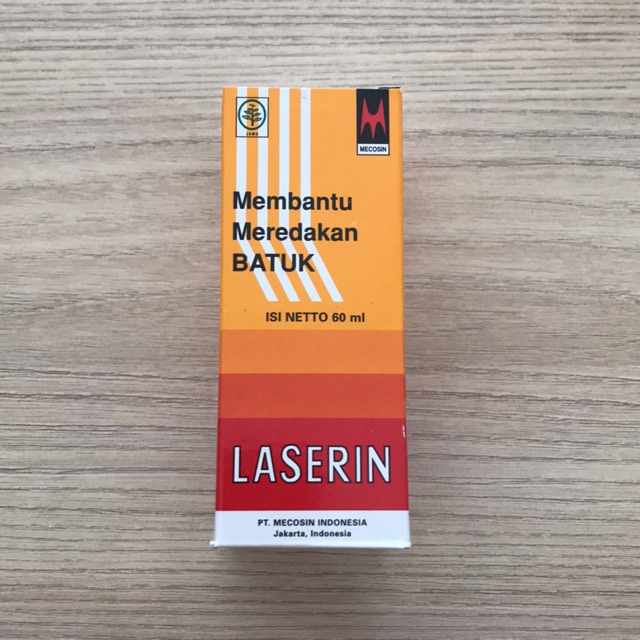 JAMU
MECOSIN
Membantu
Meredakan
BATUK
ISI NETTO 60 ml
LASERIN
PT. MECOSIN INDONESIA
Jakarta, Indonesia